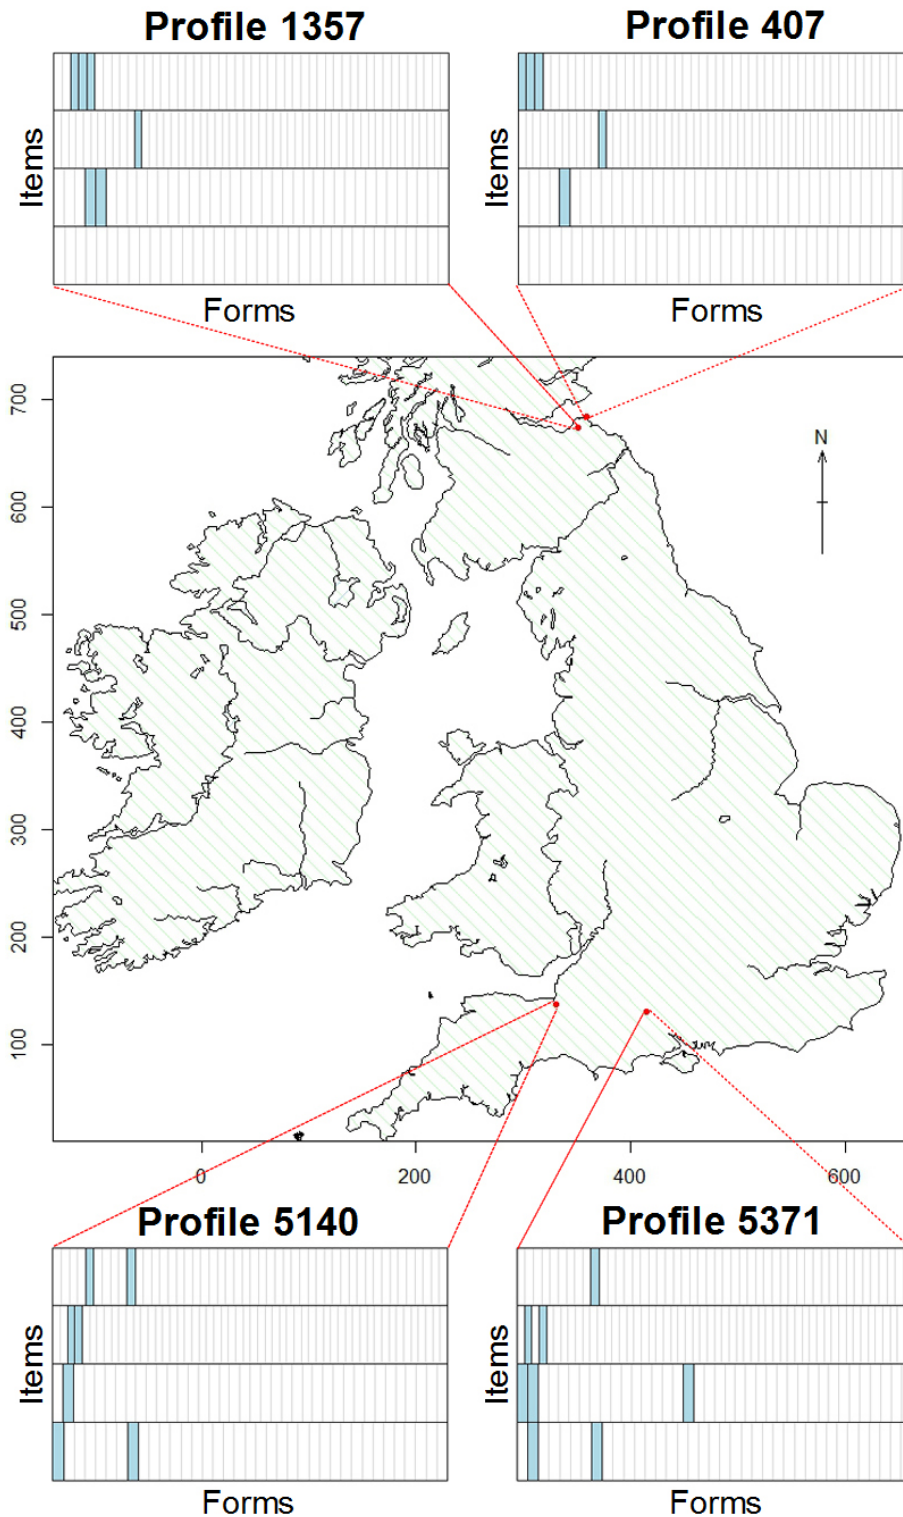 Profile 1357
Profile 407
Items
Items
Forms
Forms
700
600
500
400
300
200
100
N
0
200
400
600
Profile 5140
Profile 5371
Items
Items
Forms
Forms